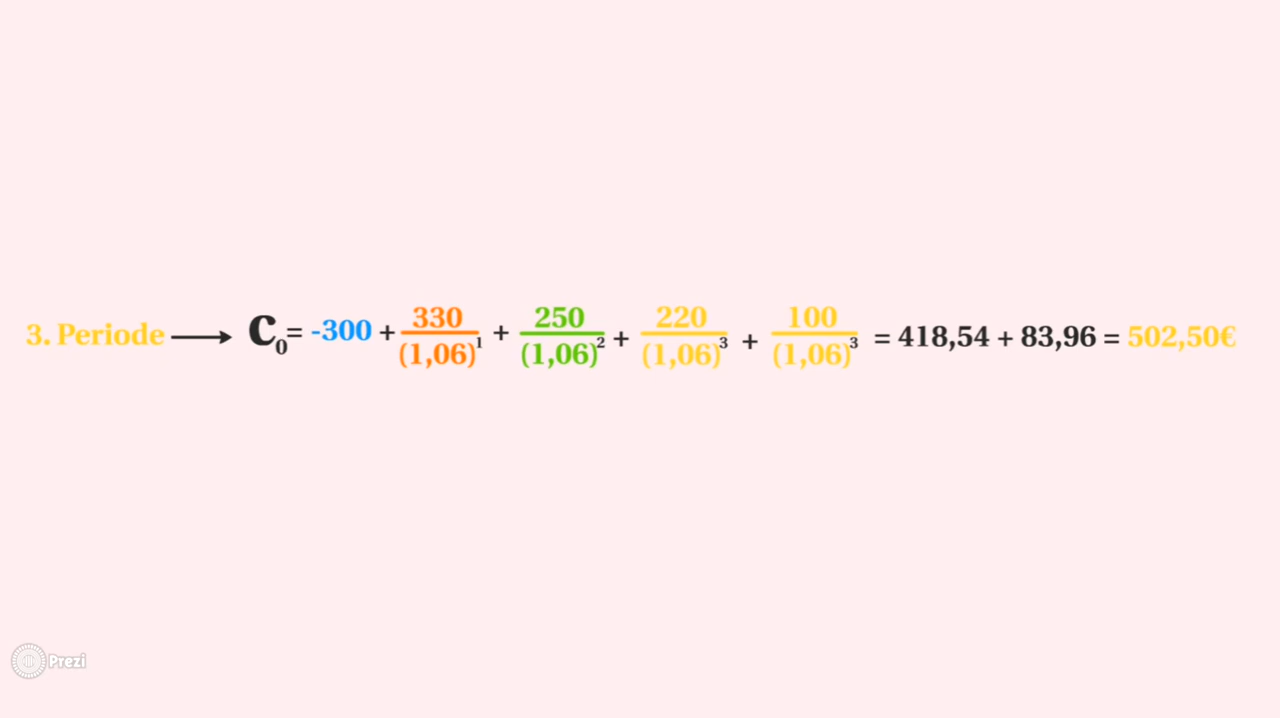 3. Periode ⟶ C₀= -300 + 330/(1,06)¹ + 250/(1,06)² + 220/(1,06)³ + 100/(1,06)³ = 418,54 + 83,96 = 502,50€
Prezi